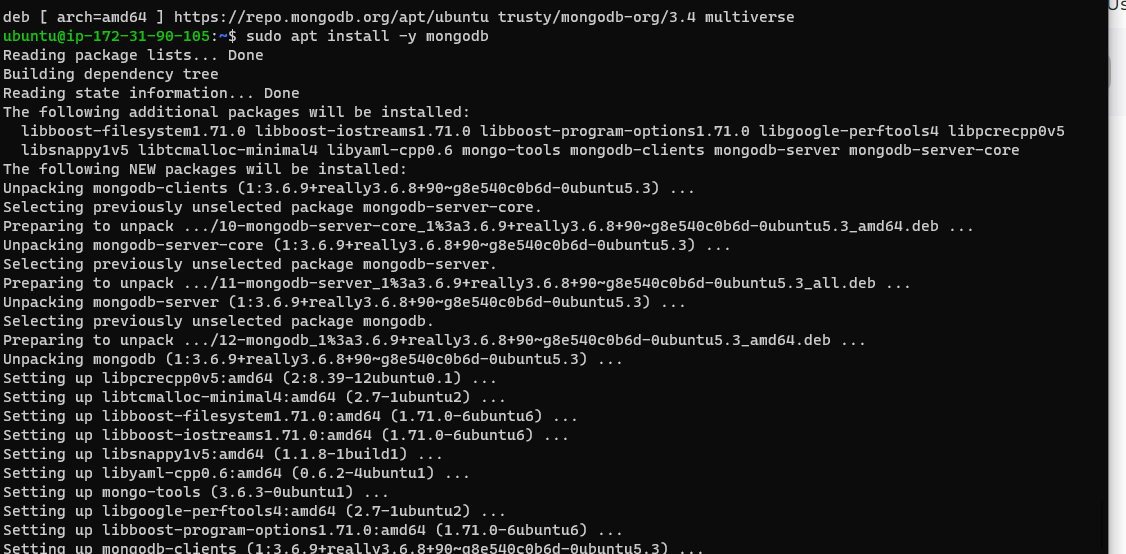 deb [ arch=amd64 ] https://repo.mongodb.org/apt/ubuntu trusty/mongodb-org/3.4 multiverse
ubuntu@ip-172-31-90-105:~$ sudo apt install -y mongodb
Reading package lists... Done
Building dependency tree
Reading state information... Done
The following additional packages will be installed:
  libboost-filesystem1.71.0 libboost-iostreams1.71.0 libboost-program-options1.71.0 libgoogle-perftools4 libpcrecpp0v5
  libsnappy1v5 libtcmalloc-minimal4 libyaml-cpp0.6 mongo-tools mongodb-clients mongodb-server mongodb-server-core
The following NEW packages will be installed:
Unpacking mongodb-clients (1:3.6.9+really3.6.8+90~g8e540c0b6d-0ubuntu5.3) ...
Selecting previously unselected package mongodb-server-core.
Preparing to unpack .../10-mongodb-server-core_1%3a3.6.9+really3.6.8+90~g8e540c0b6d-0ubuntu5.3_amd64.deb ...
Unpacking mongodb-server-core (1:3.6.9+really3.6.8+90~g8e540c0b6d-0ubuntu5.3) ...
Selecting previously unselected package mongodb-server.
Preparing to unpack .../11-mongodb-server_1%3a3.6.9+really3.6.8+90~g8e540c0b6d-0ubuntu5.3_all.deb ...
Unpacking mongodb-server (1:3.6.9+really3.6.8+90~g8e540c0b6d-0ubuntu5.3) ...
Selecting previously unselected package mongodb.
Preparing to unpack .../12-mongodb_1%3a3.6.9+really3.6.8+90~g8e540c0b6d-0ubuntu5.3_amd64.deb ...
Unpacking mongodb (1:3.6.9+really3.6.8+90~g8e540c0b6d-0ubuntu5.3) ...
Setting up libpcrecpp0v5:amd64 (2:8.39-12ubuntu0.1) ...
Setting up libtcmalloc-minimal4:amd64 (2.7-1ubuntu2) ...
Setting up libboost-filesystem1.71.0:amd64 (1.71.0-6ubuntu6) ...
Setting up libboost-iostreams1.71.0:amd64 (1.71.0-6ubuntu6) ...
Setting up libsnappy1v5:amd64 (1.1.8-1build1) ...
Setting up libyaml-cpp0.6:amd64 (0.6.2-4ubuntu1) ...
Setting up mongo-tools (3.6.3-0ubuntu1) ...
Setting up libgoogle-perftools4:amd64 (2.7-1ubuntu2) ...
Setting up libboost-program-options1.71.0:amd64 (1.71.0-6ubuntu6) ...
Setting up mongodb-clients (1:3.6.9+really3.6.8+90~g8e540c0b6d-0ubuntu5.3) ...